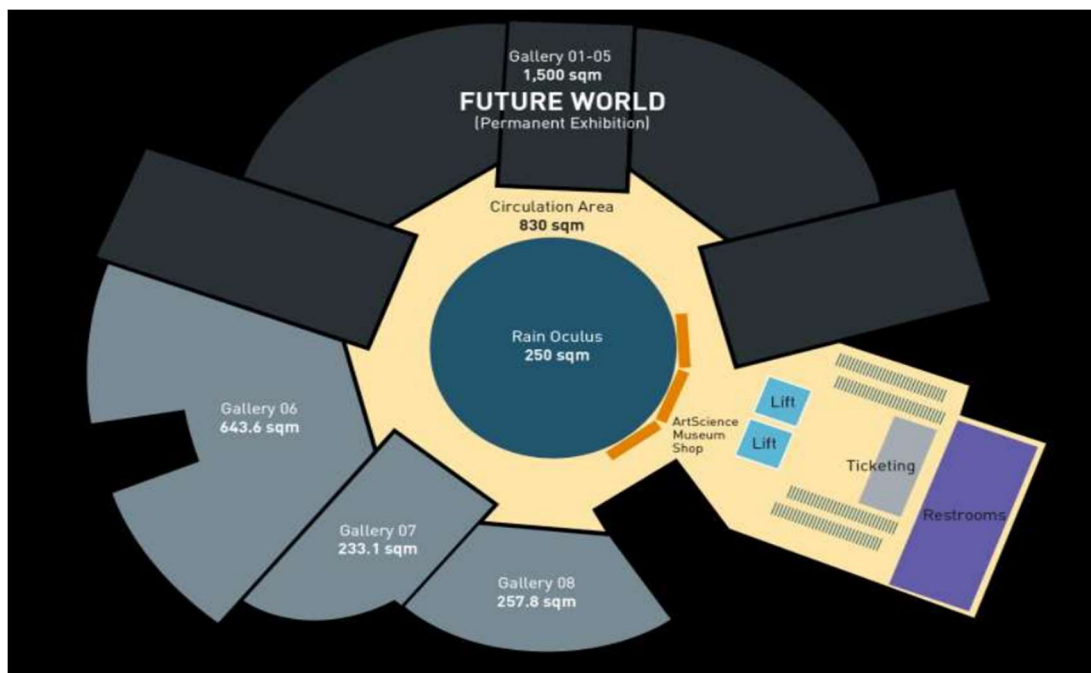 Gallery 01-05
1,500 sqm
FUTURE WORLD
(Permanent Exhibition)
Circulation Area
830 sqm
Rain Oculus
250 sqm
Gallery 06
643.6 sqm
Lift
Lift
ArtScience
Museum
Shop
Ticketing
Restrooms
Gallery 07
233.1 sqm
Gallery 08
257.8 sqm